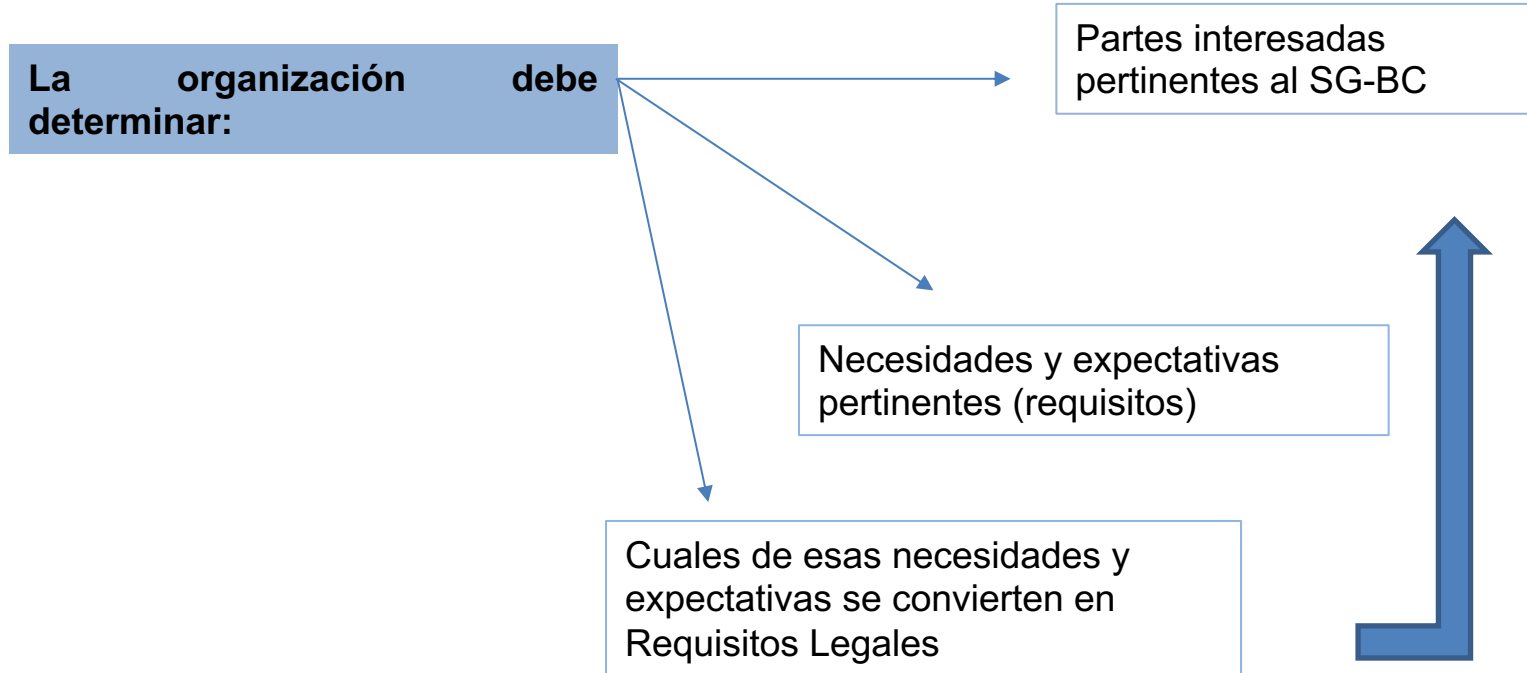 La organización debe
determinar:
Partes interesadas
pertinentes al SG-BC
Necesidades y expectativas
pertinentes (requisitos)
Cuales de esas necesidades y
expectativas se convierten en
Requisitos Legales